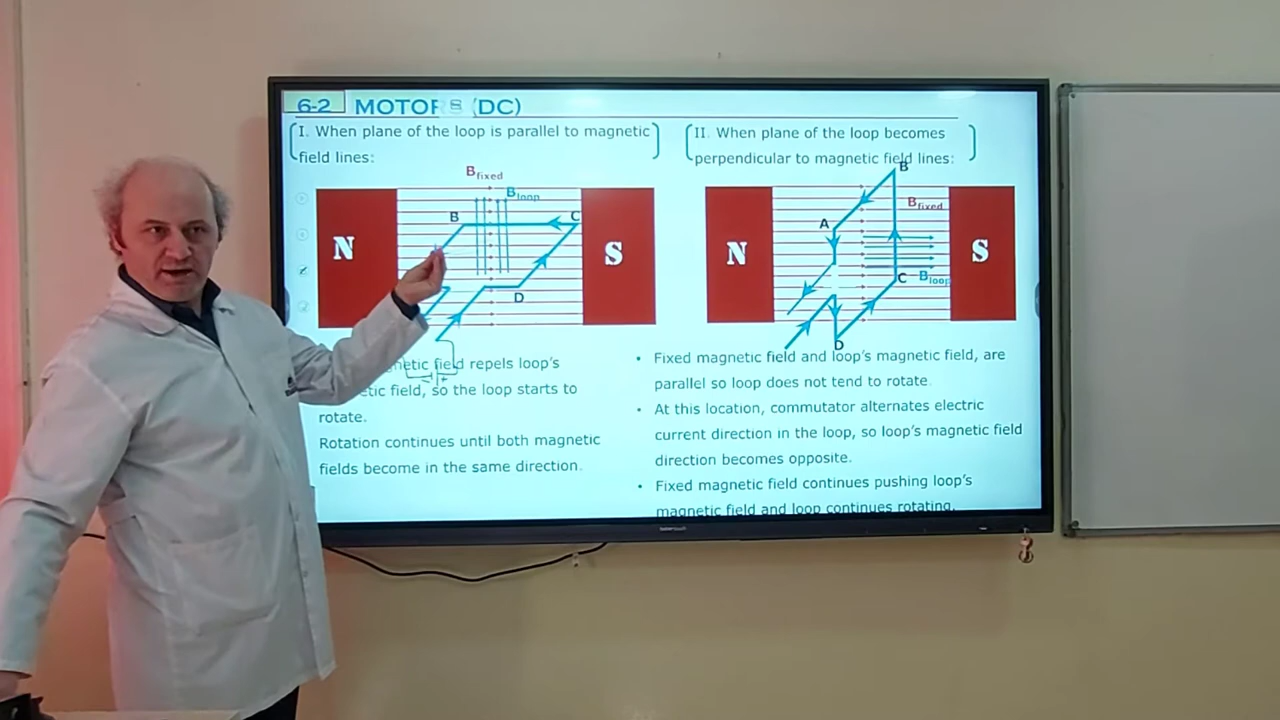 6-2 MOTORS (DC)
I. When plane of the loop is parallel to magnetic
field lines:
B fixed
B loop
B
C
N
S
D
field repels loop's
field, so the loop starts to
rotate.
Rotation continues until both magnetic
fields become in the same direction.
II. When plane of the loop becomes
perpendicular to magnetic field lines:
B
B fixed
A
N
S
C
B loop
D
• Fixed magnetic field and loop's magnetic field, are
parallel so loop does not tend to rotate.
• At this location, commutator alternates electric
current direction in the loop, so loop's magnetic field
direction becomes opposite.
• Fixed magnetic field continues pushing loop's
magnetic field and loop continues rotating.